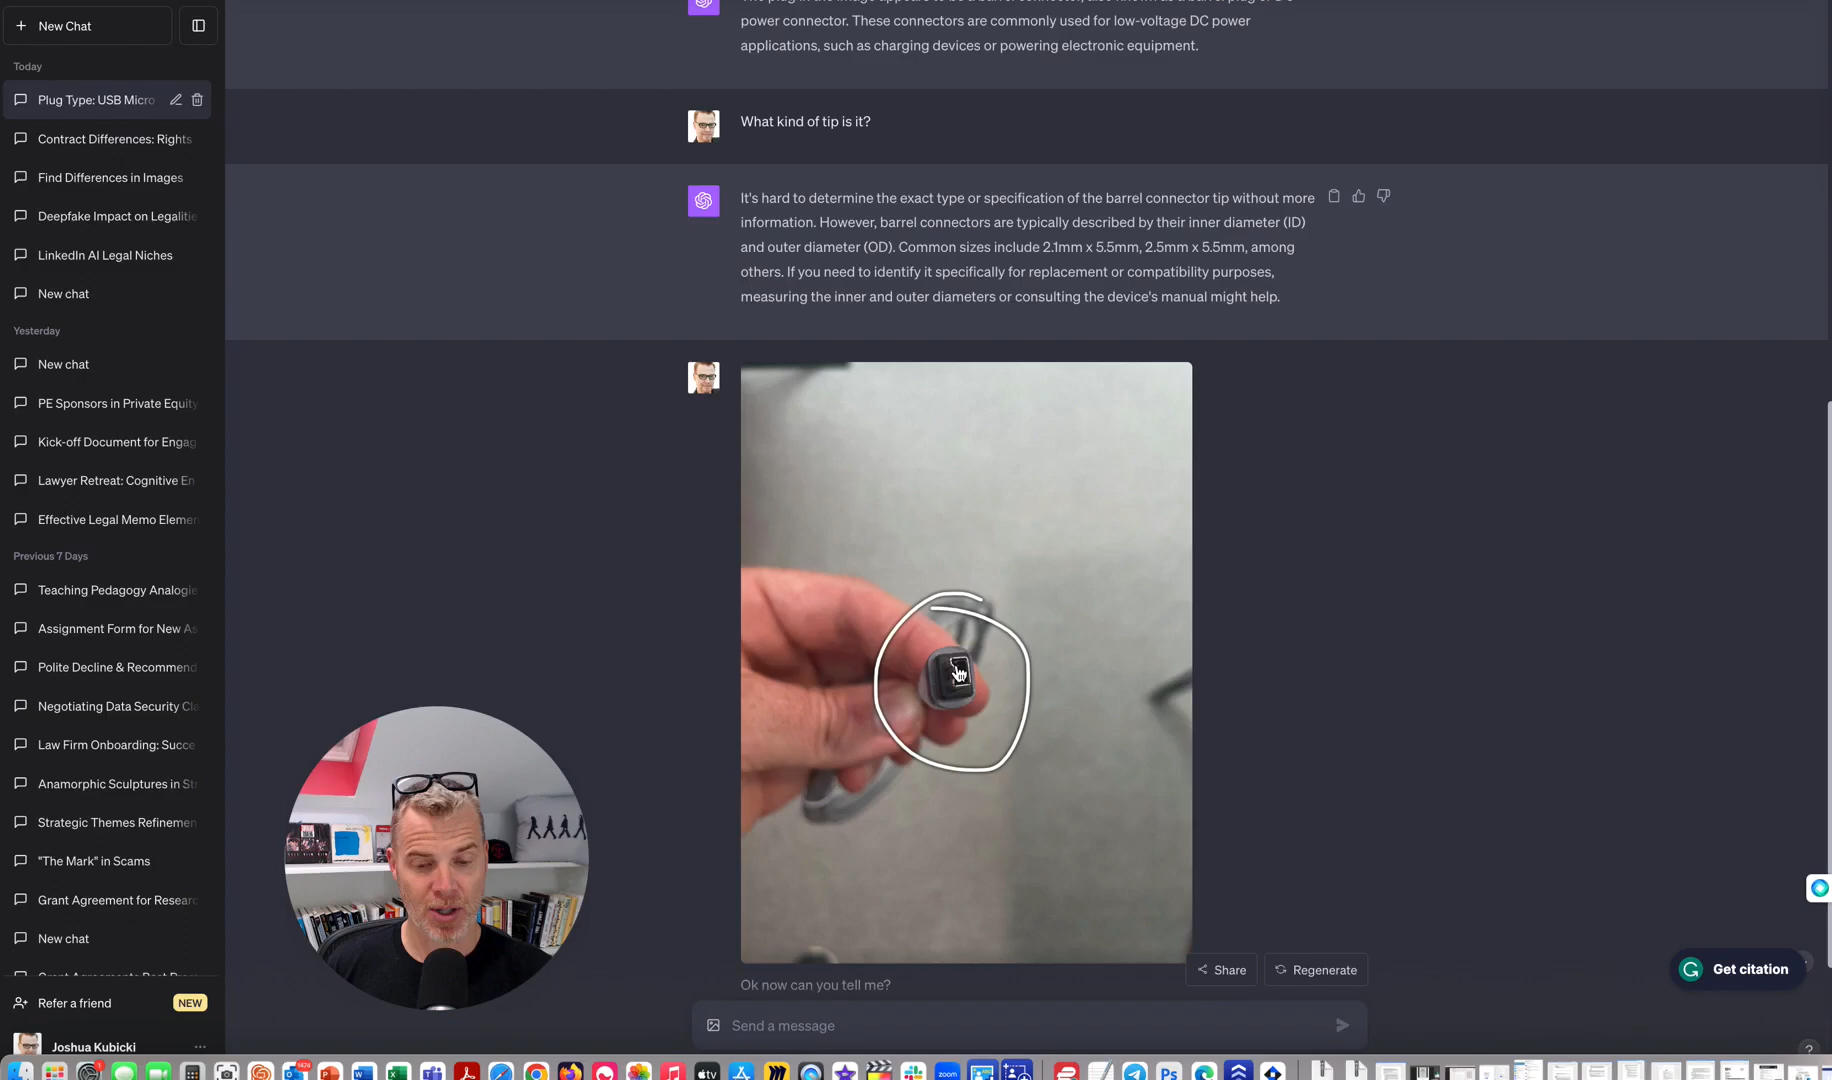 New Chat
Today
Plug Type: USB Micro
Contract Differences: Rights
Find Differences in Images
Deepfake Impact on Legalitie
LinkedIn AI Legal Niches
New chat
Yesterday
New chat
PE Sponsors in Private Equity
Kick-off Document for Engag
Lawyer Retreat: Cognitive En
Effective Legal Memo Elemen
Previous 7 Days
Teaching Pedagogy Analogie
Assignment Form for New As
Polite Decline & Recommend
Negotiating Data Security Cla
Law Firm Onboarding: Succe
Anamorphic Sculptures in Str
Strategic Themes Refinemen
"The Mark" in Scams
Grant Agreement for Researc
New chat
Refer a friend
NEW
Joshua Kubicki
power connector. These connectors are commonly used for low-voltage DC power
applications, such as charging devices or powering electronic equipment.
What kind of tip is it?
It's hard to determine the exact type or specification of the barrel connector tip without more
information. However, barrel connectors are typically described by their inner diameter (ID)
and outer diameter (OD). Common sizes include 2.1mm x 5.5mm, 2.5mm x 5.5mm, among
others. If you need to identify it specifically for replacement or compatibility purposes,
measuring the inner and outer diameters or consulting the device's manual might help.
Share
Regenerate
Ok now can you tell me?
Send a message
Get citation
?
tv
zoom
Ps